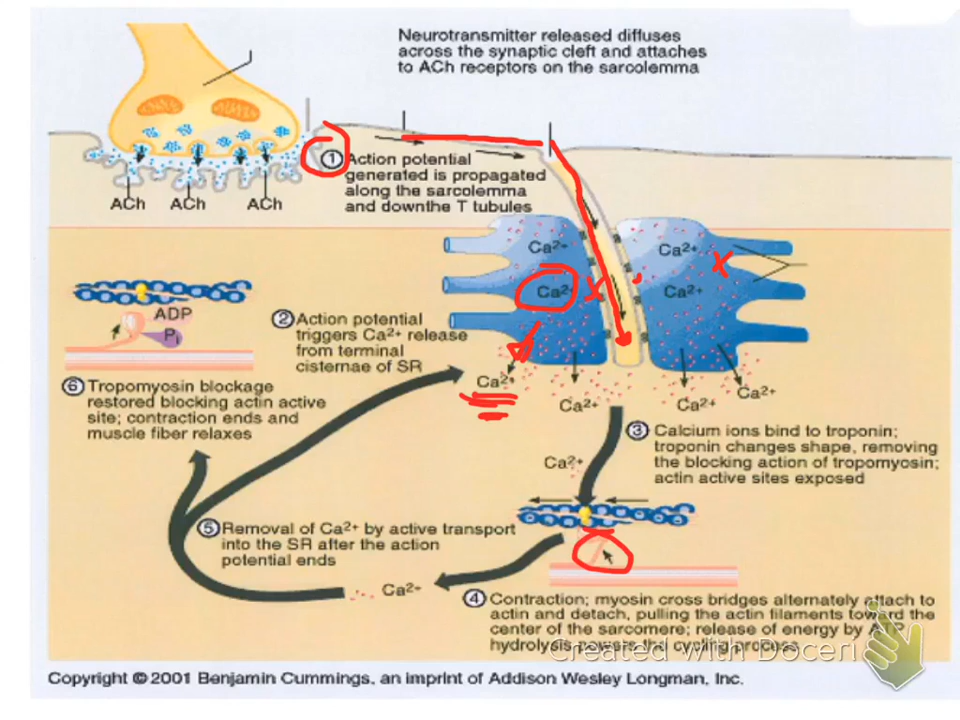 Neurotransmitter released diffuses
across the synaptic cleft and attaches
to ACh receptors on the sarcolemma
① Action potential
generated is propagated
along the sarcolemma
and downthe T tubules
ACh ACh ACh
Ca2+ Ca2+
Ca2+ Ca2+
ADP
Pi
② Action potential
triggers Ca2+ release
from terminal
cisternae of SR
Ca2+ Ca2+ Ca2+ Ca2+
⑥ Tropomyosin blockage
restored blocking actin active
site; contraction ends and
muscle fiber relaxes
③ Calcium ions bind to troponin;
troponin changes shape, removing
the blocking action of tropomyosin;
actin active sites exposed
Ca2+
⑤ Removal of Ca2+ by active transport
into the SR after the action
potential ends
Ca2+
④ Contraction; myosin cross bridges alternately attach to
actin and detach, pulling the actin filaments toward the
center of the sarcomere; release of energy by ATP
hydrolysis powers the cycling process
Created with Doceri
Copyright © 2001 Benjamin Cummings, an imprint of Addison Wesley Longman, Inc.